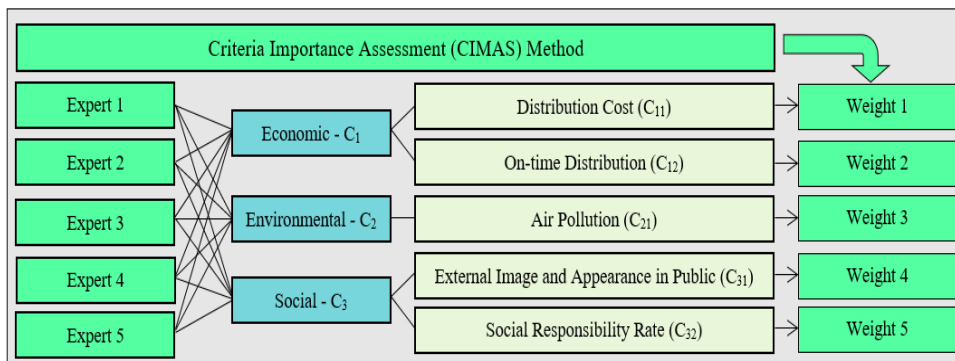 Criteria Importance Assessment (CIMAS) Method
Expert 1
Expert 2
Expert 3
Expert 4
Expert 5
Economic - C₁
Environmental - C₂
Social - C₃
Distribution Cost (C₁₁)
On-time Distribution (C₁₂)
Air Pollution (C₂₁)
External Image and Appearance in Public (C₃₁)
Social Responsibility Rate (C₃₂)
Weight 1
Weight 2
Weight 3
Weight 4
Weight 5